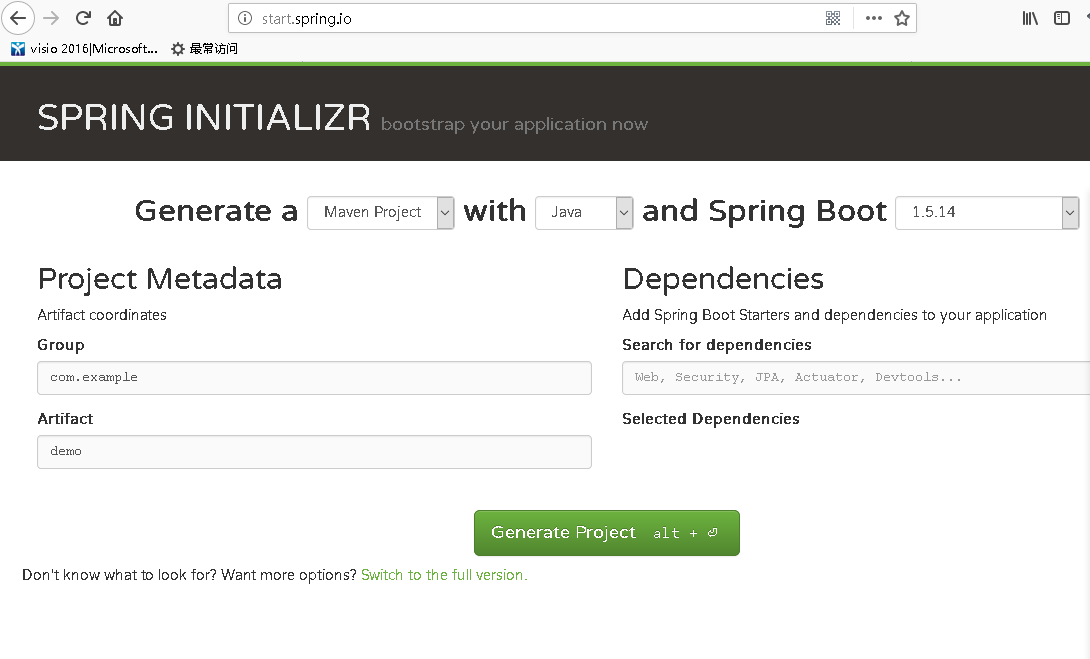 start.spring.io
visio 2016|Microsoft... 最常访问
SPRING INITIALIZR bootstrap your application now
Generate a Maven Project with Java and Spring Boot 1.5.14
Project Metadata
Artifact coordinates
Group
com.example
Artifact
demo
Dependencies
Add Spring Boot Starters and dependencies to your application
Search for dependencies
Web, Security, JPA, Actuator, Devtools...
Selected Dependencies
Generate Project alt + ⏎
Don't know what to look for? Want more options? Switch to the full version.